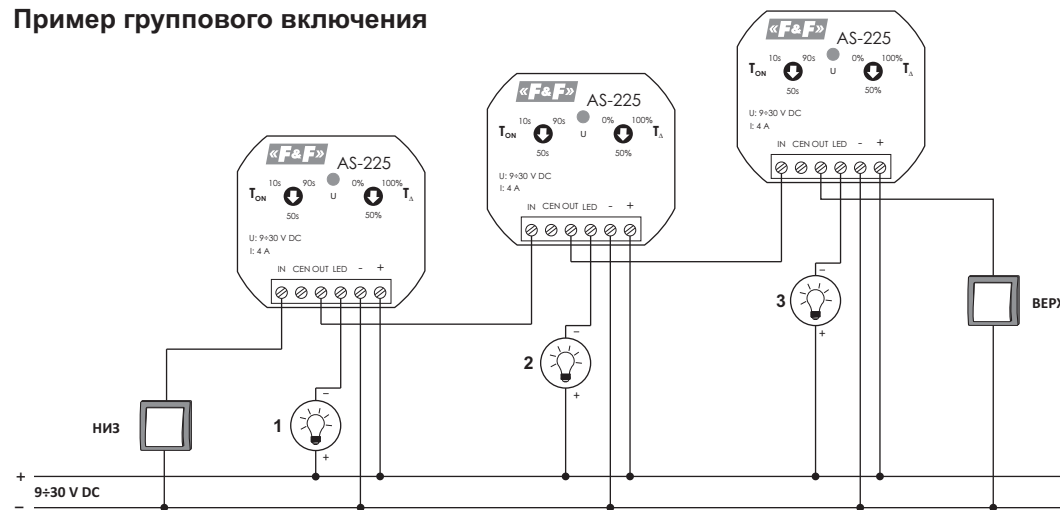 Пример группового включения
«F&F» AS-225
10s 90s 0% 100%
TON U TΔ
50s 50%
U: 9÷30 V DC
I: 4 A
IN CEN OUT LED - +
«F&F» AS-225
10s 90s 0% 100%
TON U TΔ
50s 50%
U: 9÷30 V DC
I: 4 A
IN CEN OUT LED - +
«F&F» AS-225
10s 90s 0% 100%
TON U TΔ
50s 50%
U: 9÷30 V DC
I: 4 A
IN CEN OUT LED - +
– 
3
+
ВЕРХ
–
2
+
–
1
+
НИЗ
+
9÷30 V DC
–